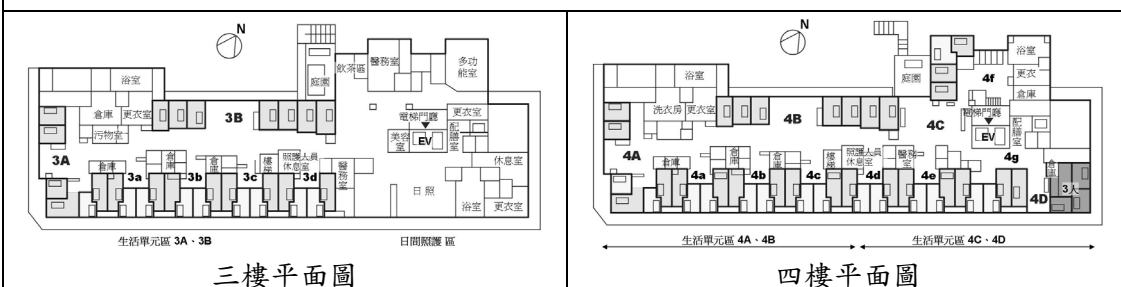 N
浴室
倉庫 更衣室
污物室
3A
3B
庭園
飲茶區
醫務室
多功
能室
電梯門廳
更衣室
美容
室
EV
配
膳
室
休息室
倉庫
3a
倉
庫
3b
倉
庫
3c
樓
梯
照護人員
休息室
3d
醫
務
室
日照
浴室
更衣室
生活單元區 3A、3B
日間照護 區
三樓平面圖
N
浴室
洗衣房 更衣室
4A
4B
庭園
4C
浴室
4f
更衣
倉庫
電梯門廳
EV
配
膳
室
倉庫
4a
倉
庫
4b
倉
庫
4c
樓
梯
照護人員
休息室
4d
醫務
室
4e
4g
倉
庫
3人
4D
生活單元區 4A、4B
生活單元區 4C、4D
四樓平面圖